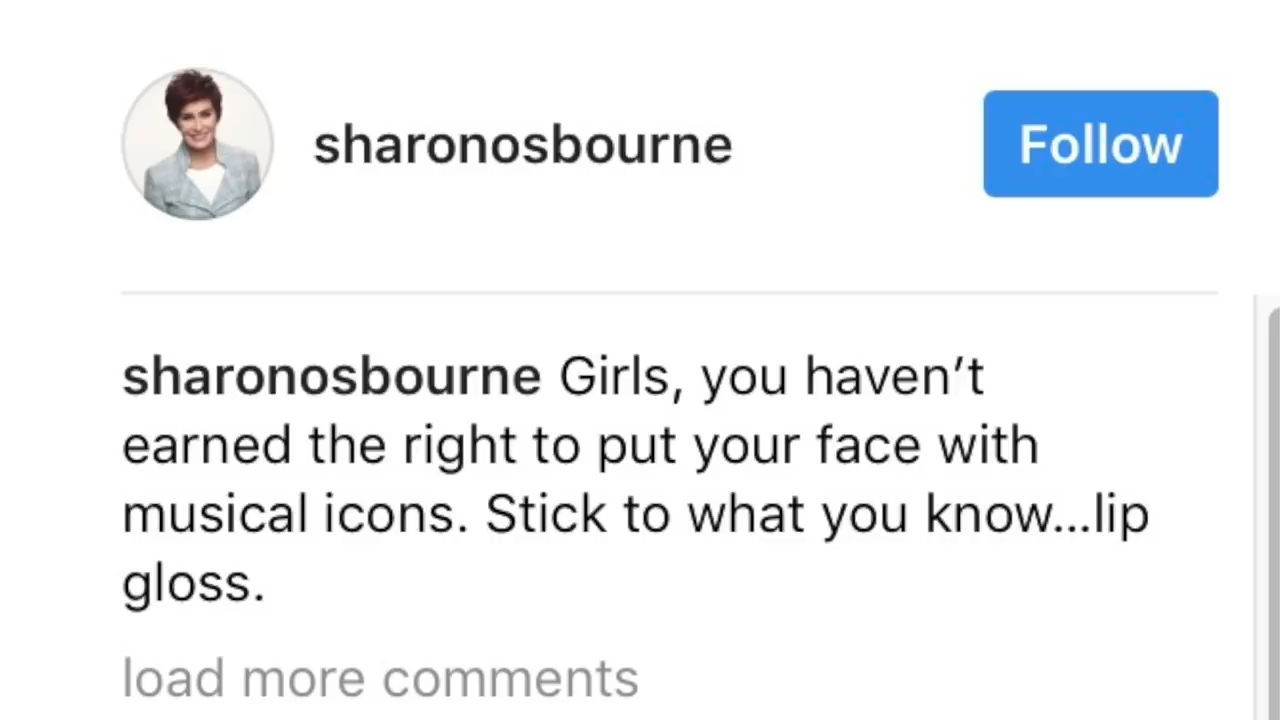 sharonosbourne
Follow
sharonosbourne Girls, you haven’t
earned the right to put your face with
musical icons. Stick to what you know...lip
gloss.
load more comments